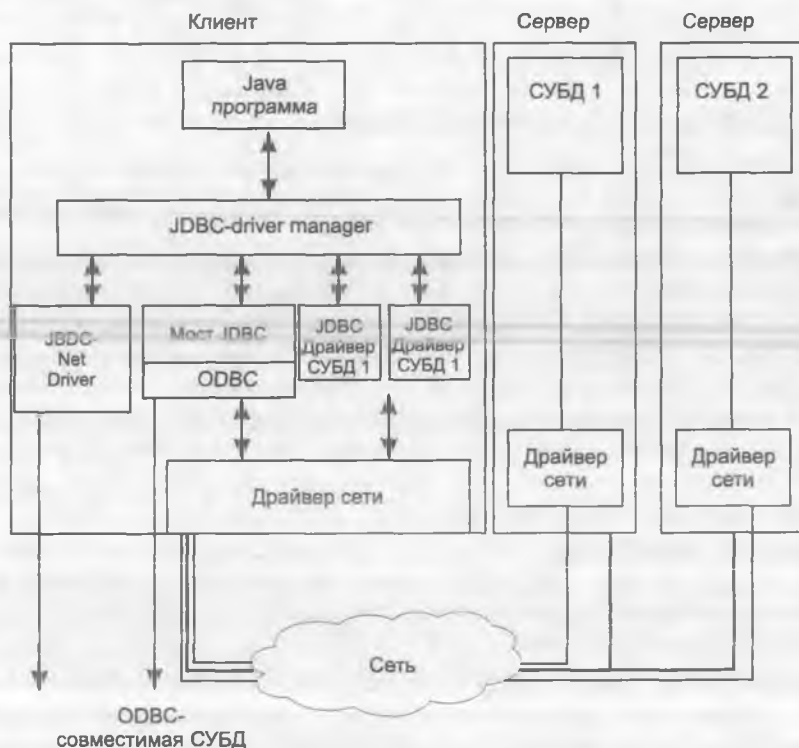 Клиент
Сервер
Сервер
Java
программа
СУБД 1
СУБД 2
JDBC-driver manager
JBDC-
Net
Driver
Мост JDBC
ODBC
JDBC
Драйвер
СУБД 1
JDBC
Драйвер
СУБД 1
Драйвер сети
Драйвер
сети
Драйвер
сети
Сеть
ODBC-
совместимая СУБД